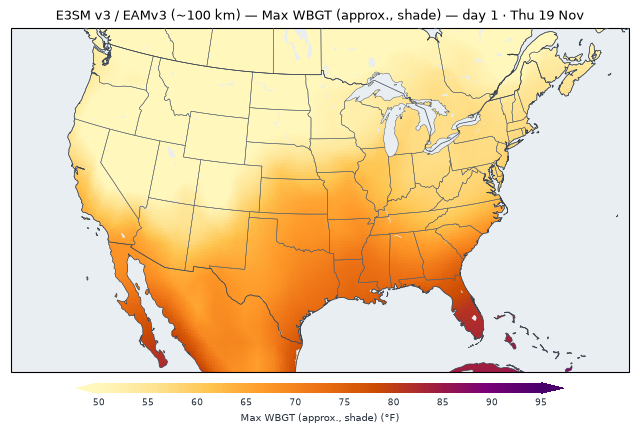 E3SM v3 / EAMv3 (~100 km) — Max WBGT (approx., shade) — day 1 · Thu 19 Nov
50 55 60 65 70 75 80 85 90 95
Max WBGT (approx., shade) (°F)